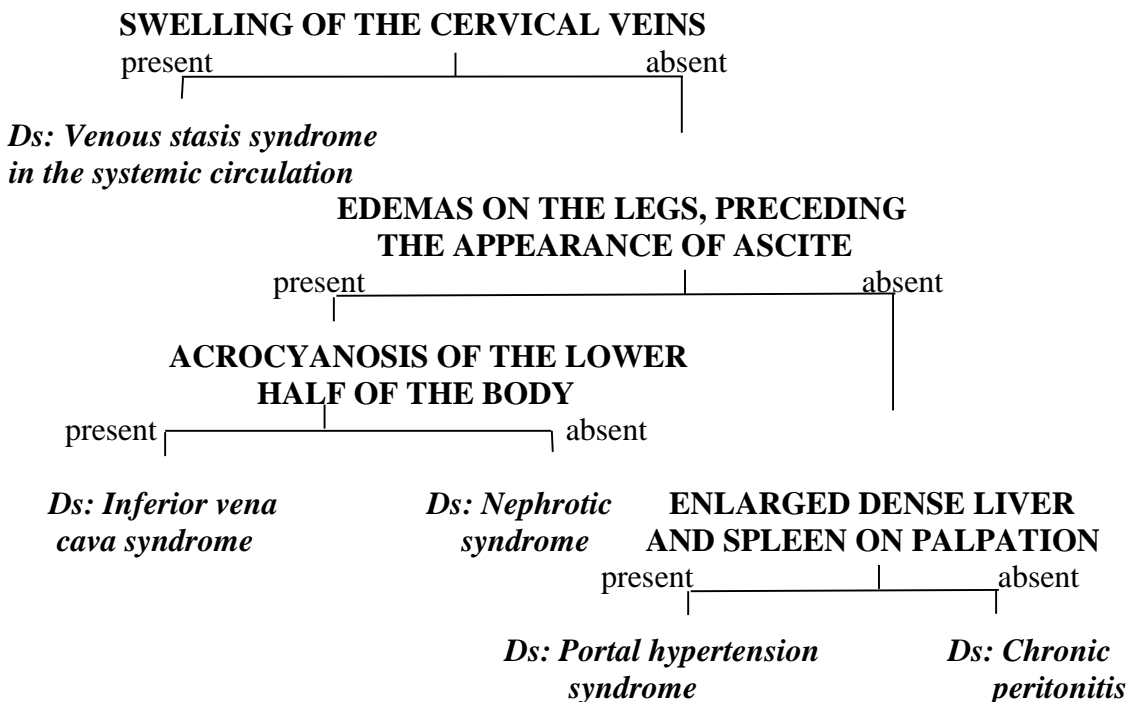 SWELLING OF THE CERVICAL VEINS
present absent
Ds: Venous stasis syndrome
in the systemic circulation
EDEMAS ON THE LEGS, PRECEDING
THE APPEARANCE OF ASCITE
present absent
ACROCYANOSIS OF THE LOWER
HALF OF THE BODY
present absent
Ds: Inferior vena
cava syndrome
Ds: Nephrotic
syndrome
ENLARGED DENSE LIVER
AND SPLEEN ON PALPATION
present absent
Ds: Portal hypertension
syndrome
Ds: Chronic
peritonitis